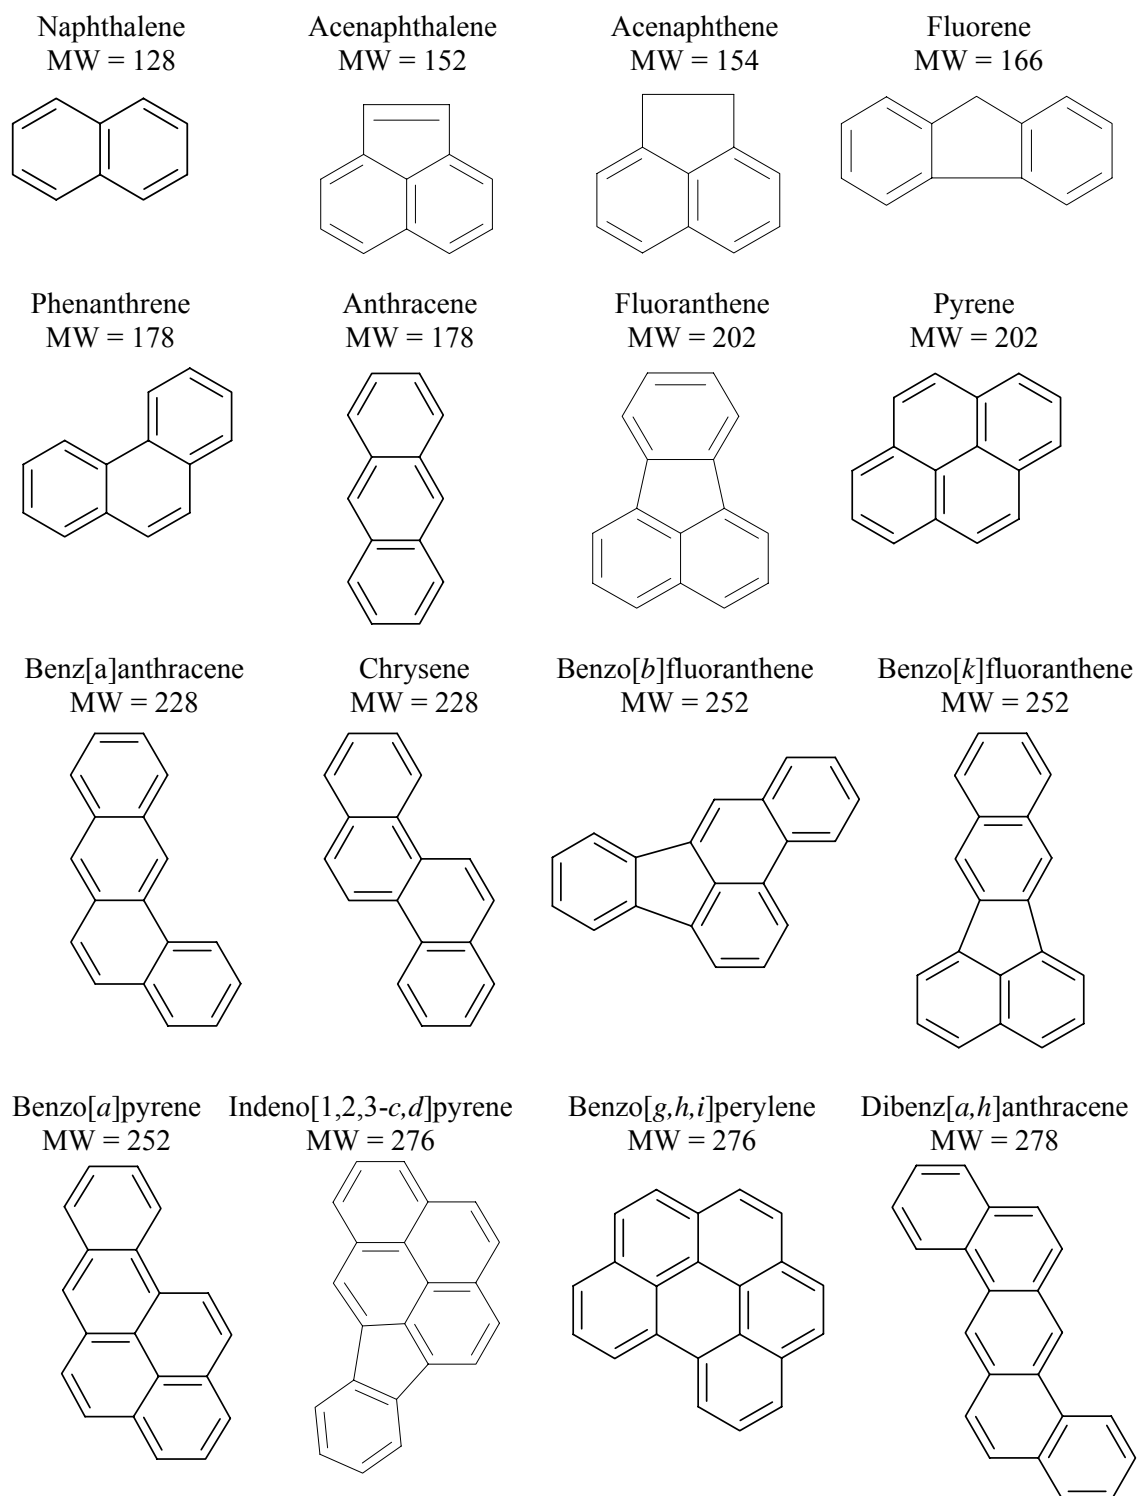 Naphthalene
MW = 128
Acenaphthalene
MW = 152
Acenaphthene
MW = 154
Fluorene
MW = 166
Phenanthrene
MW = 178
Anthracene
MW = 178
Fluoranthene
MW = 202
Pyrene
MW = 202
Benz[a]anthracene
MW = 228
Chrysene
MW = 228
Benzo[b]fluoranthene
MW = 252
Benzo[k]fluoranthene
MW = 252
Benzo[a]pyrene
MW = 252
Indeno[1,2,3-c,d]pyrene
MW = 276
Benzo[g,h,i]perylene
MW = 276
Dibenz[a,h]anthracene
MW = 278